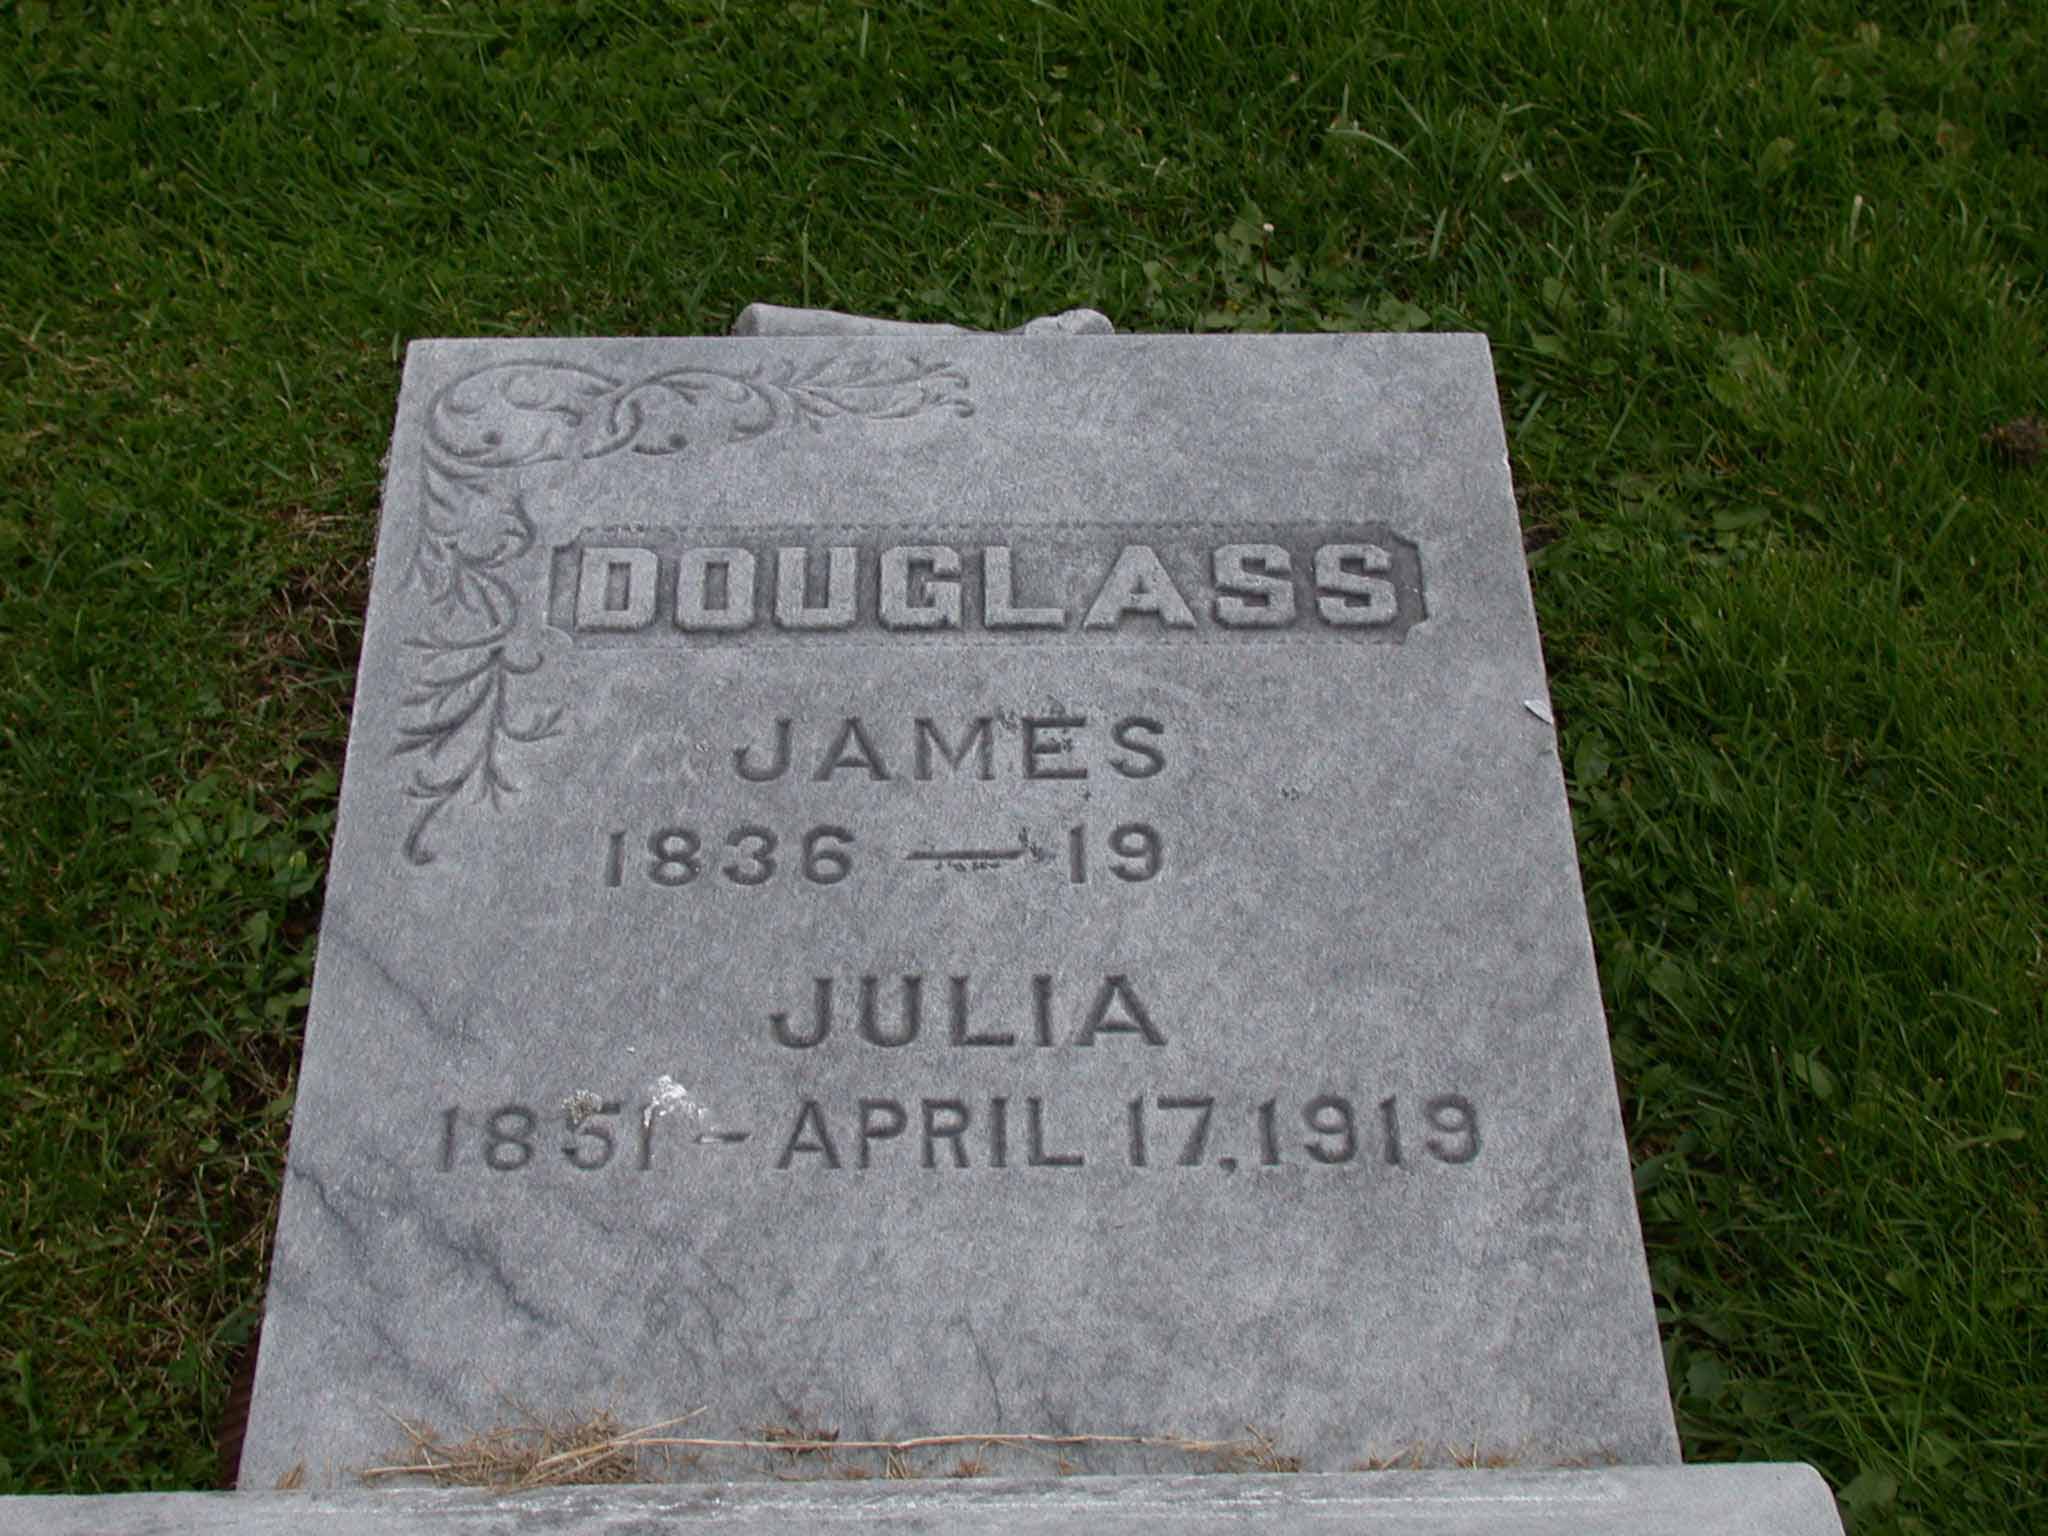 DOUGLASS
JAMES
1836 — 19
JULIA
1851 - APRIL 17, 1919